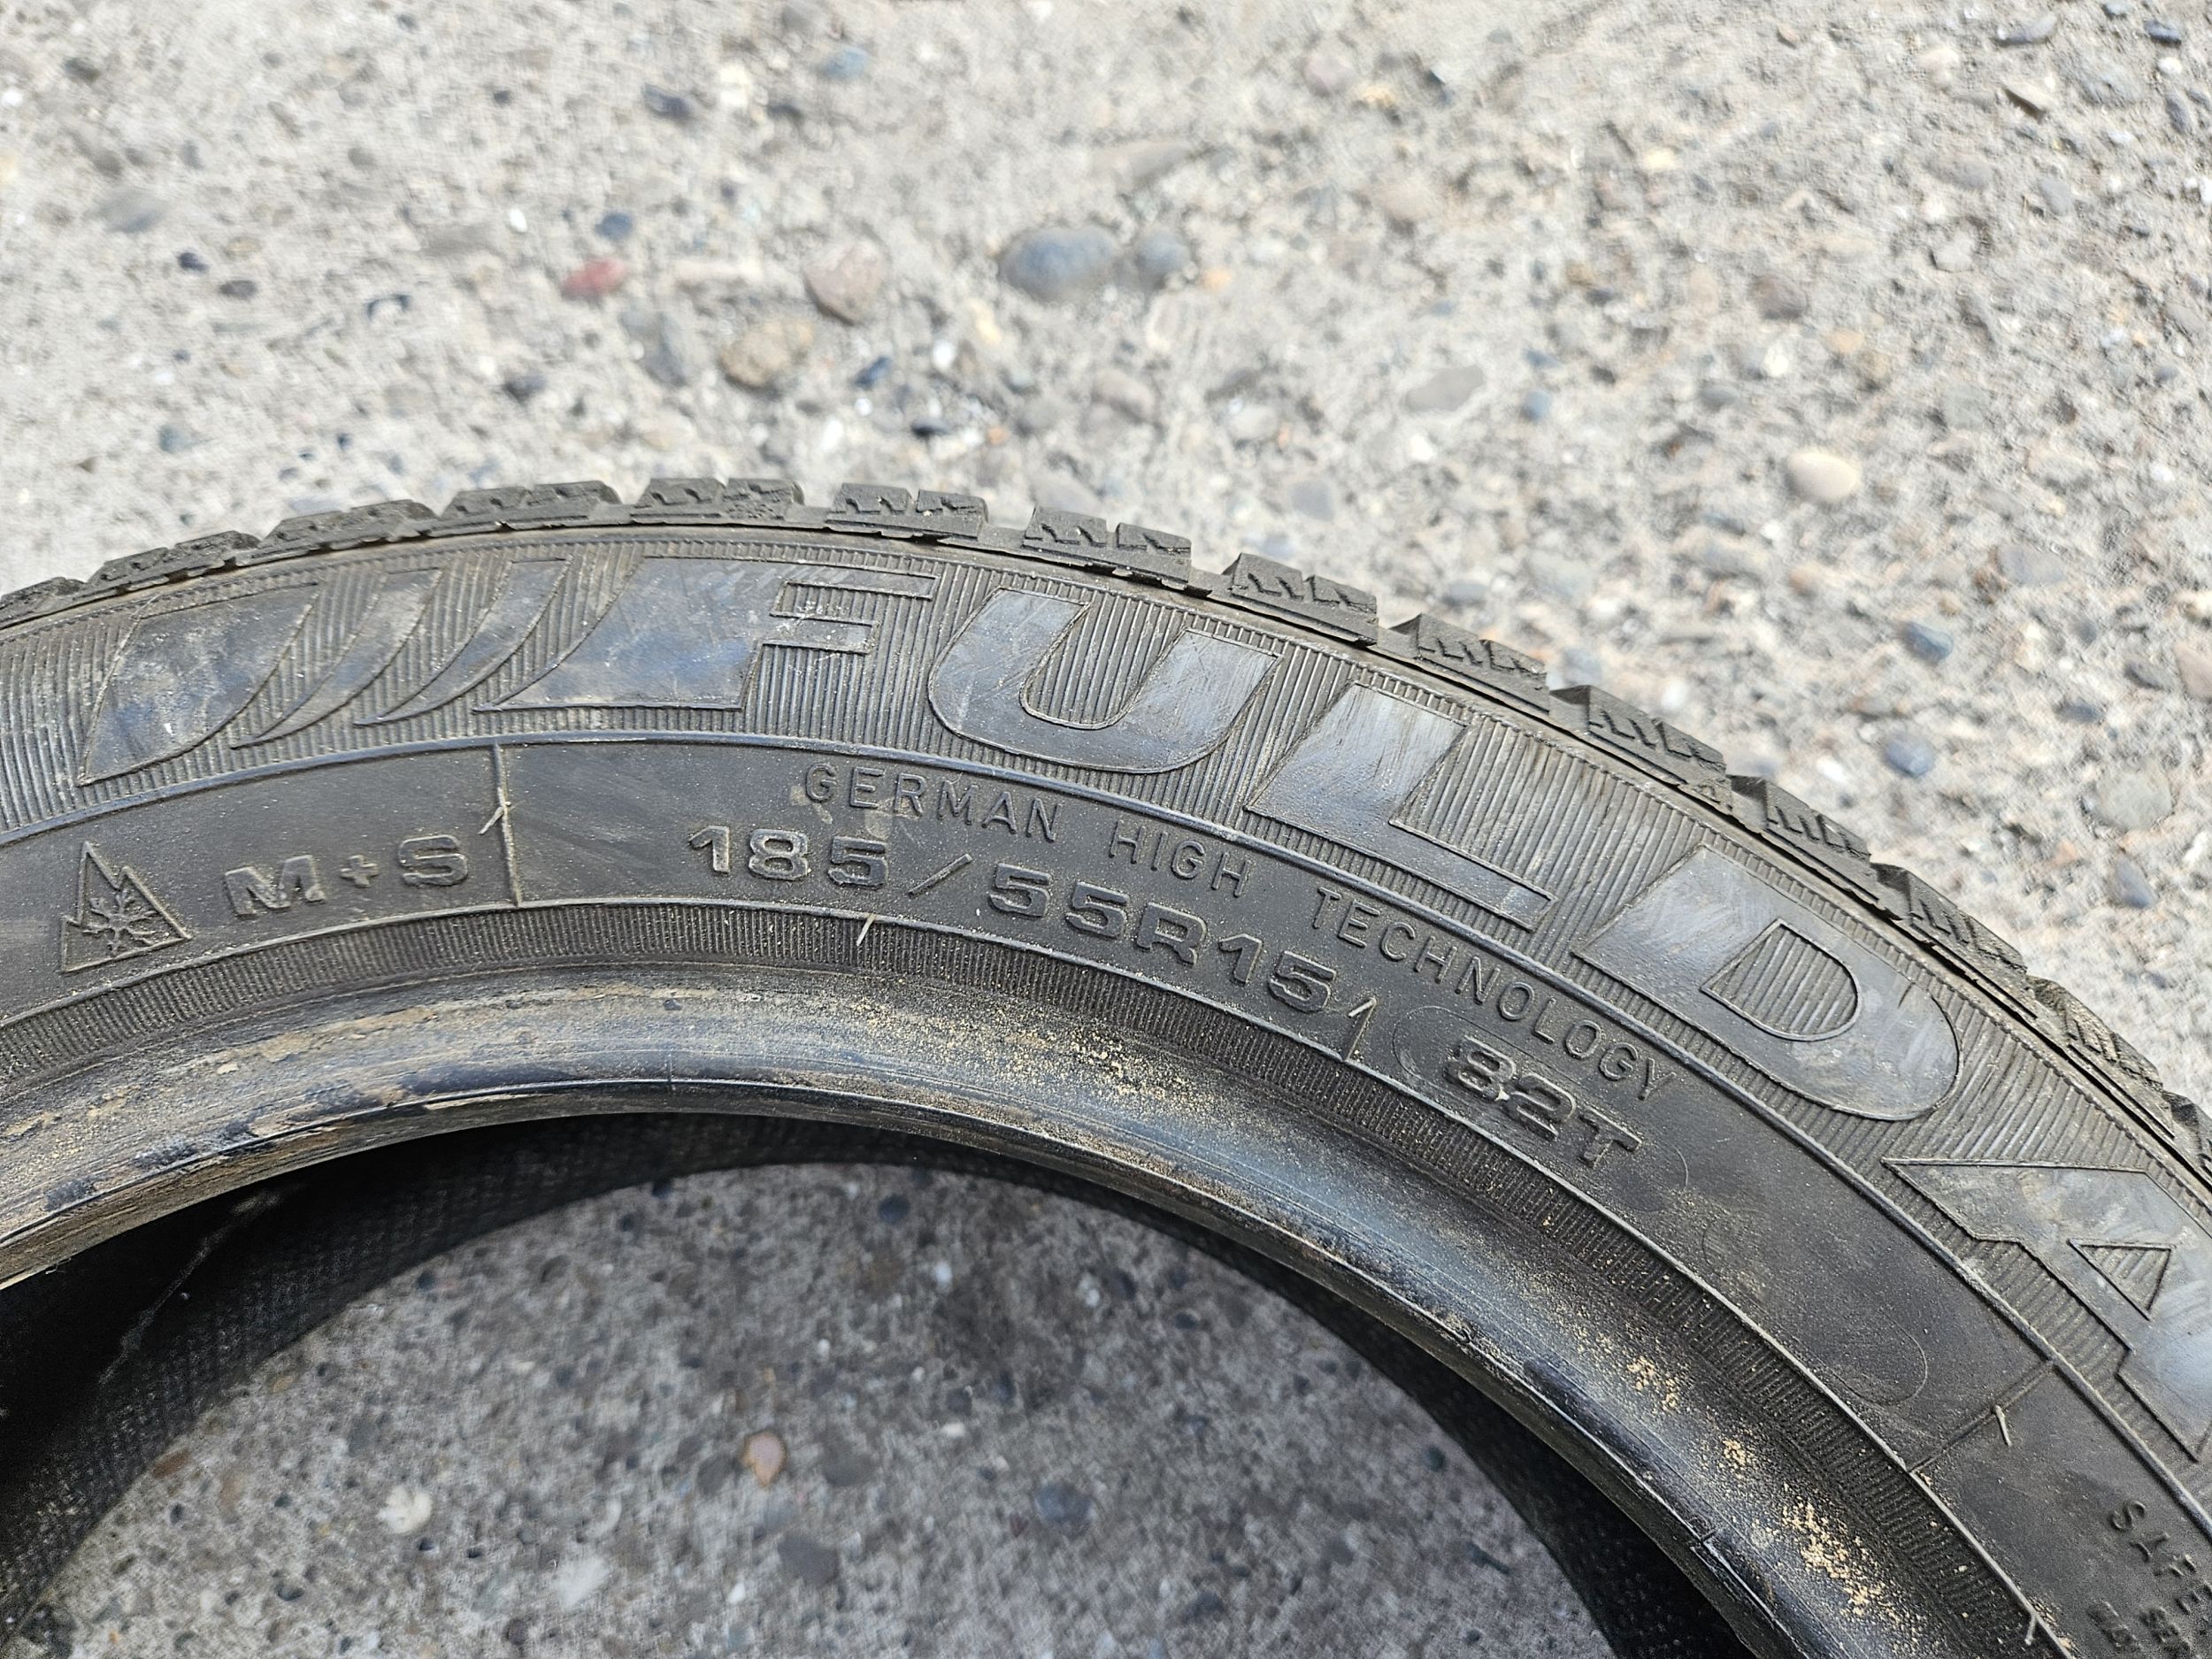 FULDA
GERMAN HIGH TECHNOLOGY
M+S 185/55R15 82T